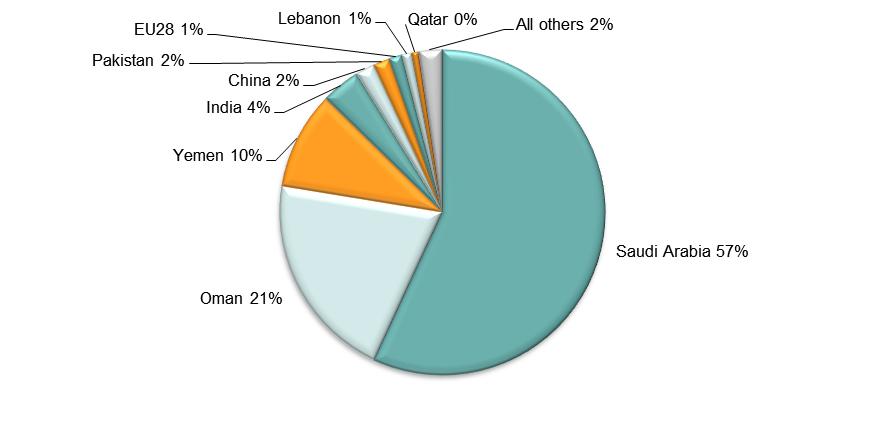 Lebanon 1%
Qatar 0%
All others 2%
EU28 1%
Pakistan 2%
China 2%
India 4%
Yemen 10%
Saudi Arabia 57%
Oman 21%